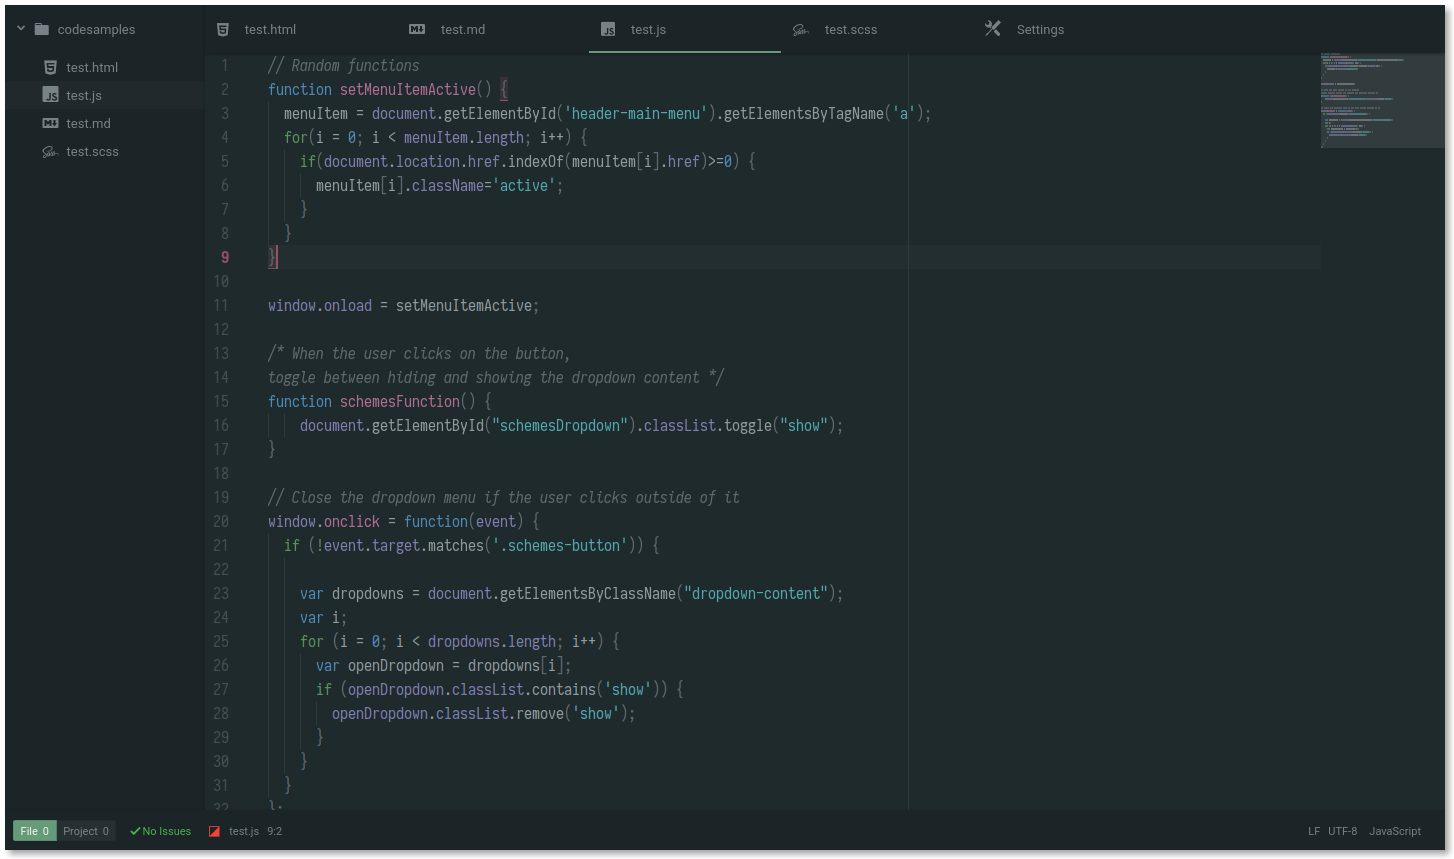 codesamples
test.html
test.js
test.md
test.scss
test.html test.md test.js test.scss Settings
1 // Random functions
2 function setMenuItemActive() {
3   menuItem = document.getElementById('header-main-menu').getElementsByTagName('a');
4   for(i = 0; i < menuItem.length; i++) {
5     if(document.location.href.indexOf(menuItem[i].href)>=0) {
6       menuItem[i].className='active';
7     }
8   }
9 }
10
11 window.onload = setMenuItemActive;
12
13 /* When the user clicks on the button,
14 toggle between hiding and showing the dropdown content */
15 function schemesFunction() {
16     document.getElementById("schemesDropdown").classList.toggle("show");
17 }
18
19 // Close the dropdown menu if the user clicks outside of it
20 window.onclick = function(event) {
21   if (!event.target.matches('.schemes-button')) {
22
23     var dropdowns = document.getElementsByClassName("dropdown-content");
24     var i;
25     for (i = 0; i < dropdowns.length; i++) {
26       var openDropdown = dropdowns[i];
27       if (openDropdown.classList.contains('show')) {
28         openDropdown.classList.remove('show');
29       }
30     }
31   }
32 };
File 0 Project 0 No Issues test.js 9:2 LF UTF-8 JavaScript